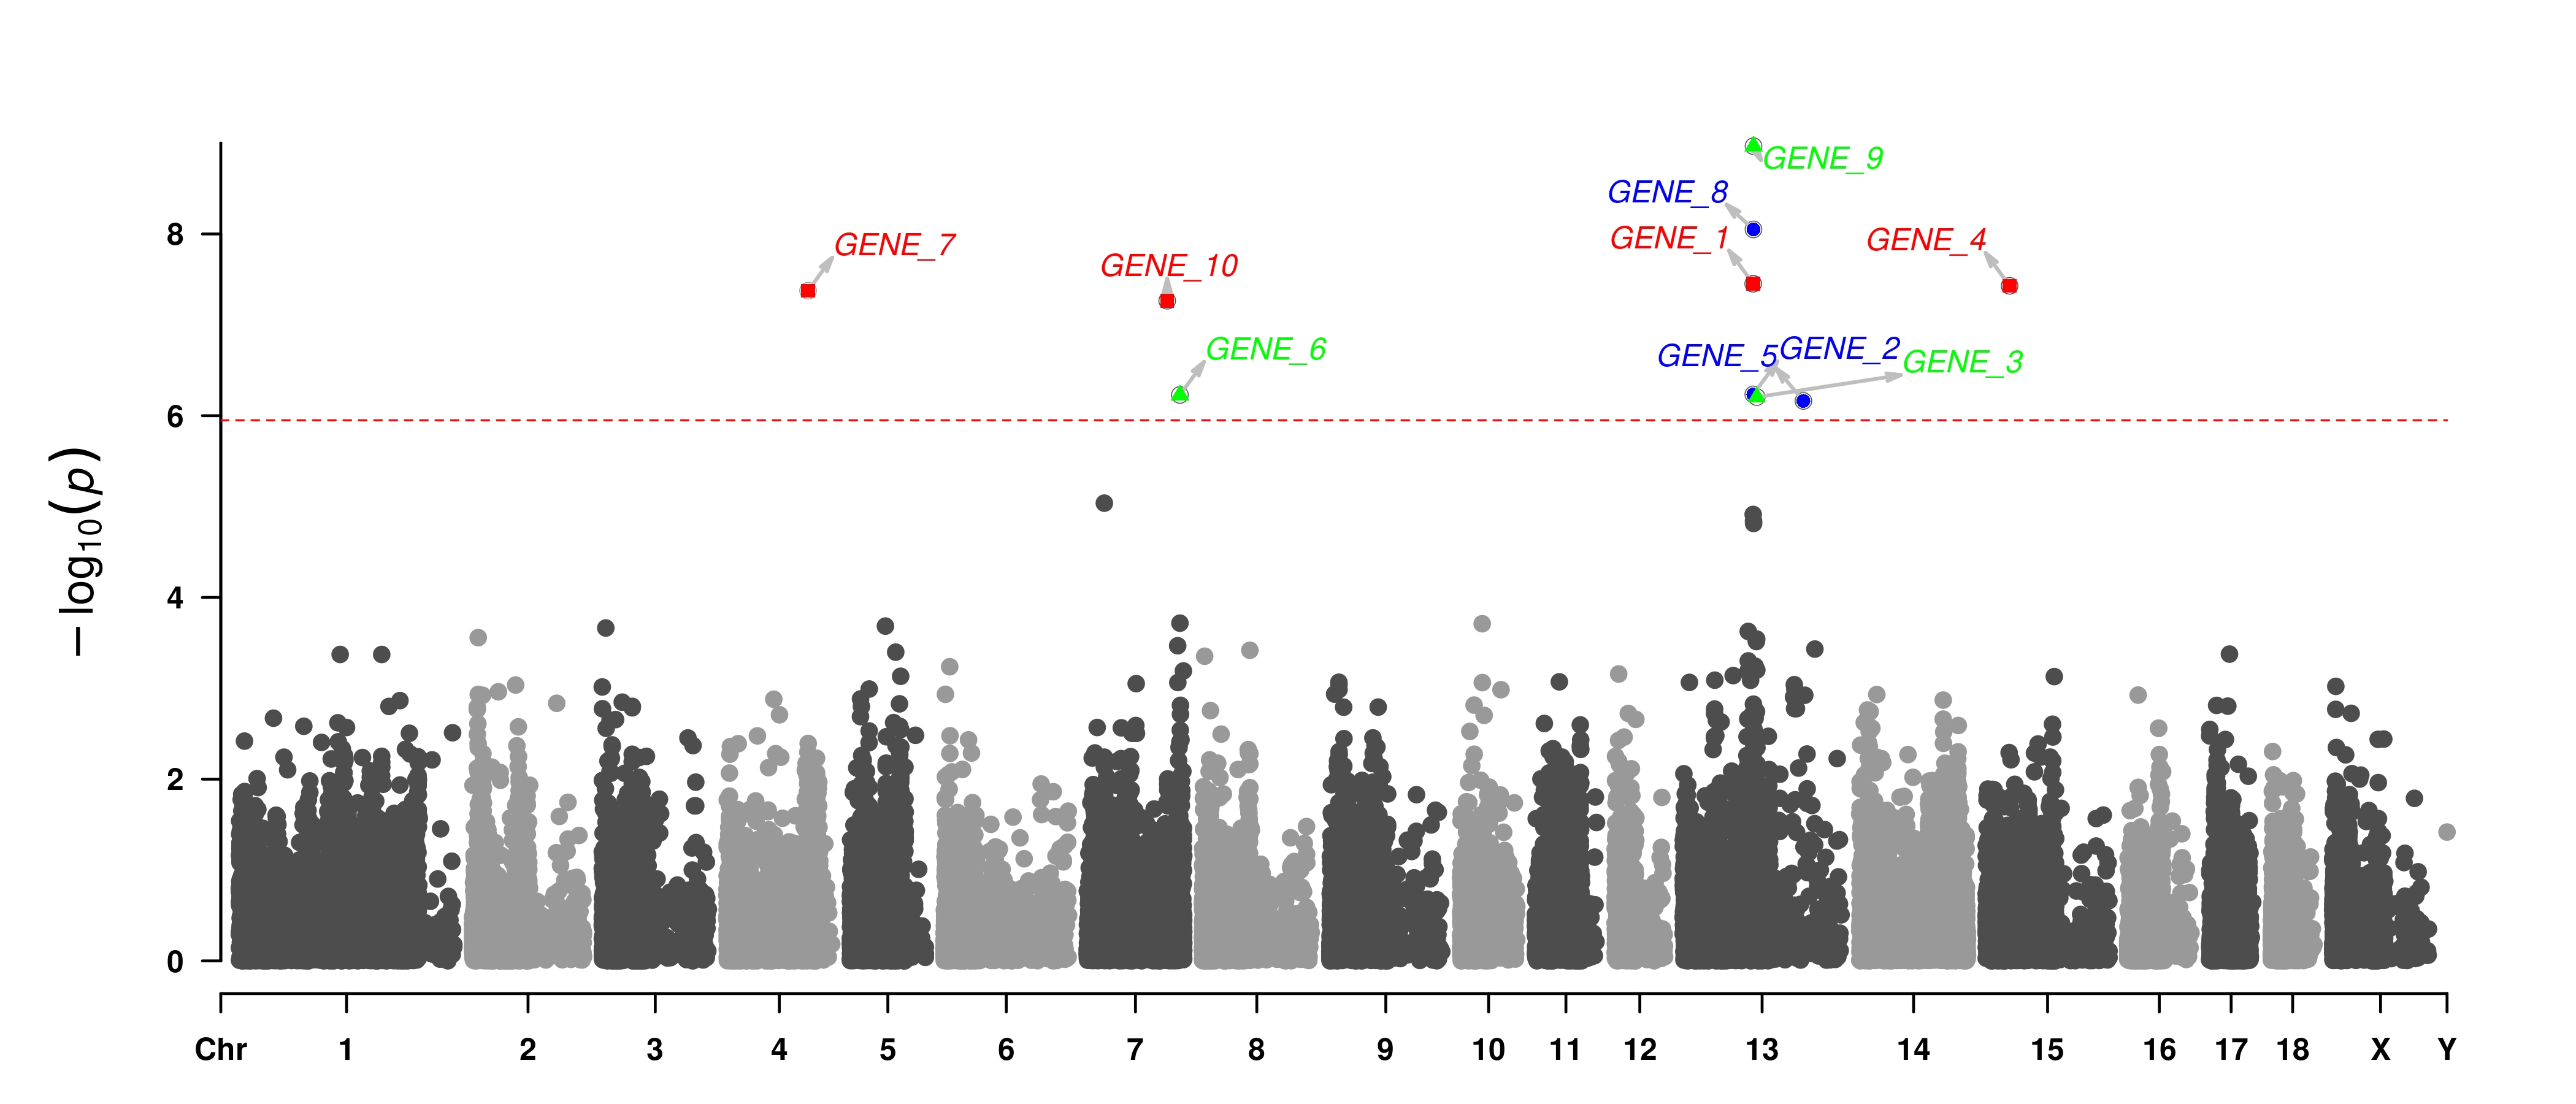 GENE_9
GENE_8
GENE_1
GENE_4
GENE_7
GENE_10
GENE_6
GENE_5
GENE_2
GENE_3
8
6
4
2
0
−log10(p)
Chr 1 2 3 4 5 6 7 8 9 10 11 12 13 14 15 16 17 18 X Y